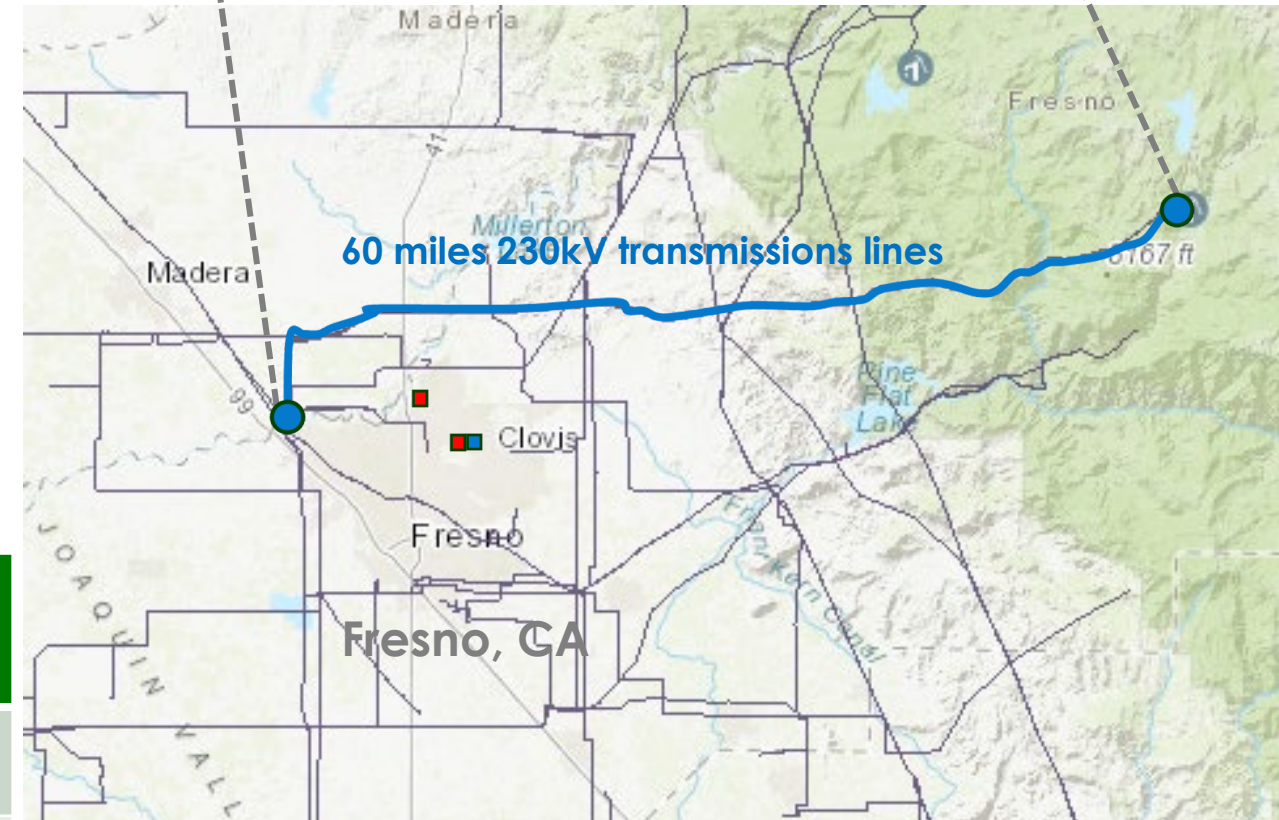 Madera
Fresno
41
Millerton
60 miles 230kV transmissions lines
6167 ft
Madera
Pine
Flat
Lake
99
Clovis
Fresno
Friant Kern Canal
JOAQUIN VALL
Fresno, CA